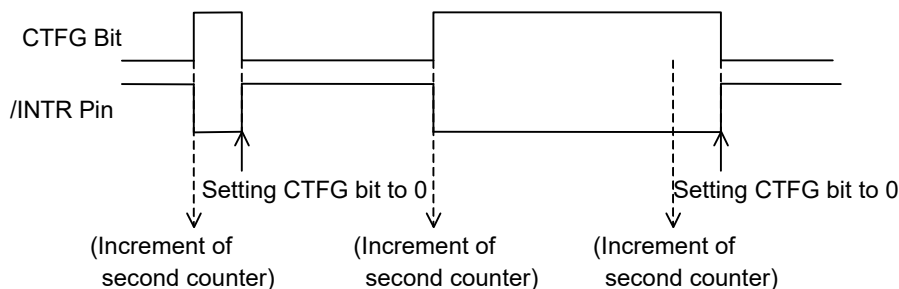 CTFG Bit
/INTR Pin
Setting CTFG bit to 0
Setting CTFG bit to 0
(Increment of
second counter)
(Increment of
second counter)
(Increment of
second counter)